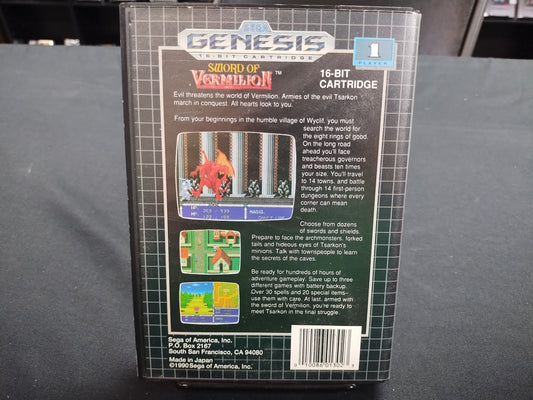 SEGA
GENESIS
16-BIT CARTRIDGE
1
PLAYER
SWORD OF
VERMILION™
16-BIT
CARTRIDGE
Evil threatens the world of Vermilion. Armies of the evil Tsarkon
march in conquest. All hearts look to you.
From your beginnings in the humble village of Wyclif, you must
search the world for
the eight rings of good.
On the long road
ahead you'll face
treacherous governors
and beasts ten times
your size. You'll travel
to 14 towns, and battle
through 14 first-person
dungeons where every
corner can mean
death.
Choose from dozens
of swords and shields.
Prepare to face the archmonsters, forked
tails and hideous eyes of Tsarkon's
minions. Talk with townspeople to learn
the secrets of the caves.
Be ready for hundreds of hours of
adventure gameplay. Save up to three
different games with battery backup.
Over 30 spells and 20 special items—
use them with care. At last, armed with
the sword of Vermilion, you're ready to
meet Tsarkon in the final struggle.
Sega of America, Inc.
P.O. Box 2167
South San Francisco, CA 94080
Made in Japan
©1990 Sega of America, Inc.